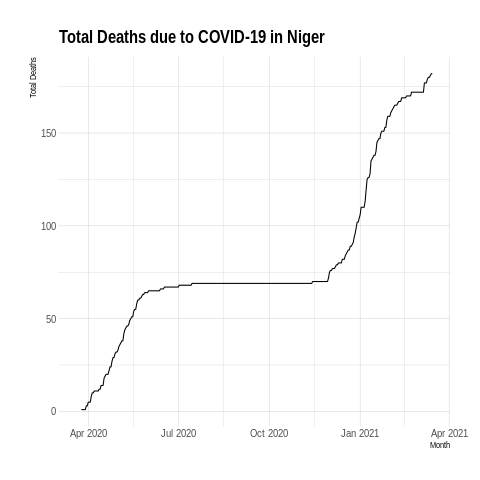 Total Deaths due to COVID-19 in Niger
Total Deaths
150
100
50
0
Apr 2020 Jul 2020 Oct 2020 Jan 2021 Apr 2021
Month